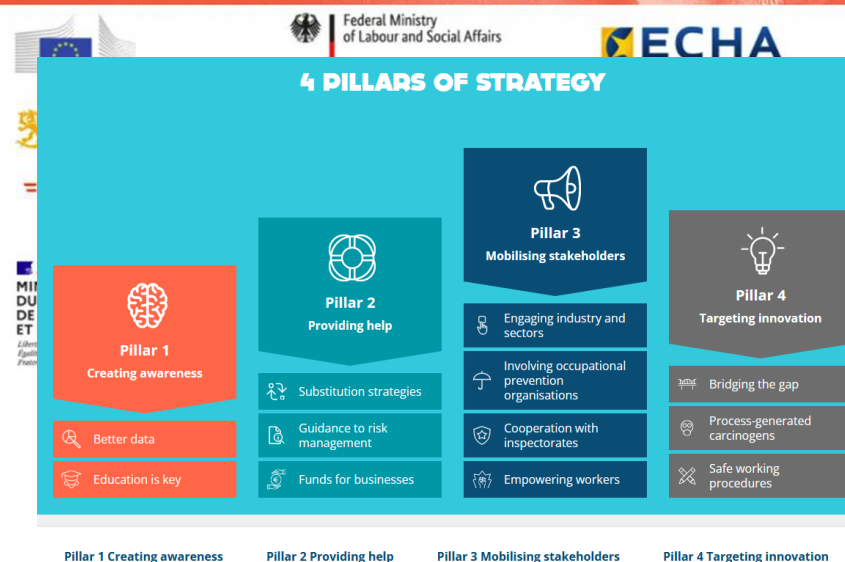 Federal Ministry
of Labour and Social Affairs
ECHA
4 PILLARS OF STRATEGY
Pillar 1
Creating awareness
Better data
Education is key
Pillar 2
Providing help
Substitution strategies
Guidance to risk
management
Funds for businesses
Pillar 3
Mobilising stakeholders
Engaging industry and
sectors
Involving occupational
prevention
organisations
Cooperation with
inspectorates
Empowering workers
Pillar 4
Targeting innovation
Bridging the gap
Process-generated
carcinogens
Safe working
procedures
DU
DE
ET
Pillar 1 Creating awareness
Pillar 2 Providing help
Pillar 3 Mobilising stakeholders
Pillar 4 Targeting innovation